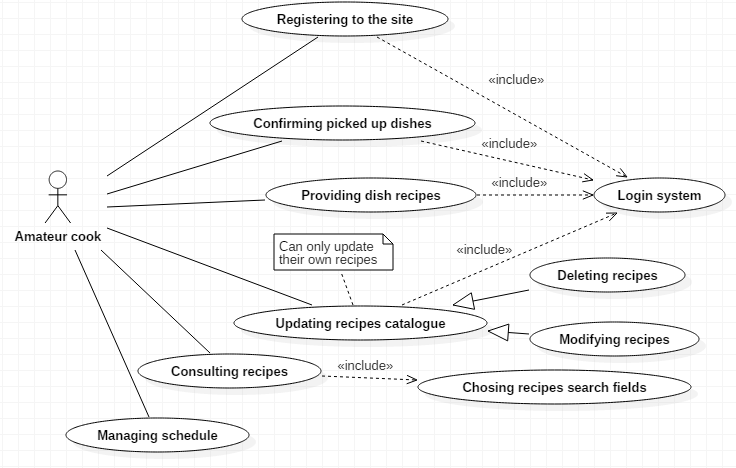 Registering to the site
«include»
Confirming picked up dishes
«include»
«include»
Providing dish recipes
Login system
Amateur cook
Can only update
their own recipes
«include»
Deleting recipes
Updating recipes catalogue
Modifying recipes
Consulting recipes
«include»
Chosing recipes search fields
Managing schedule